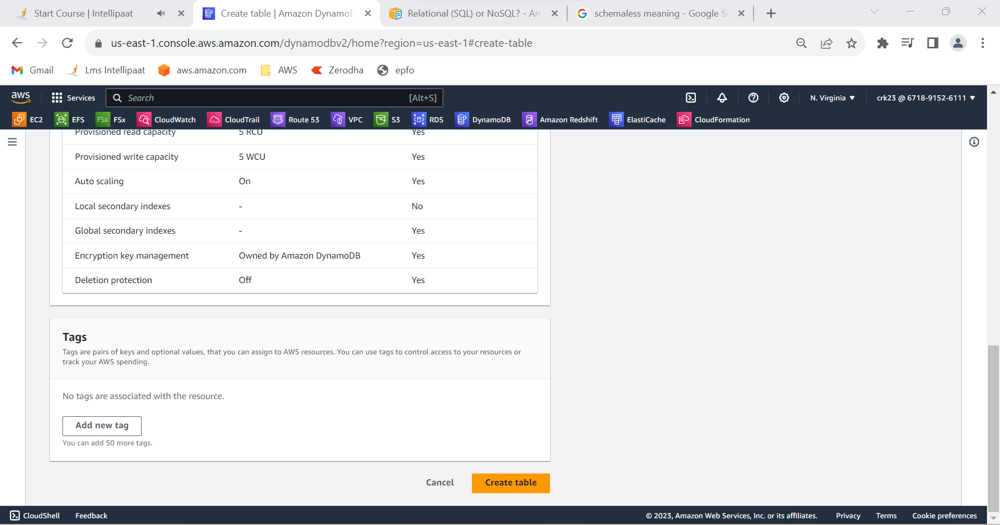 Start Course | Intellipaat
Create table | Amazon DynamoD
Relational (SQL) or NoSQL? - Am
schemaless meaning - Google Se
us-east-1.console.aws.amazon.com/dynamodbv2/home?region=us-east-1#create-table
Gmail
Lms Intellipaat
aws.amazon.com
AWS
Zerodha
epfo
aws
Services
Search
[Alt+S]
N. Virginia
crk23 @ 6718-9152-6111
EC2
EFS
FSx
FSx
CloudWatch
CloudTrail
Route 53
VPC
S3
RDS
DynamoDB
Amazon Redshift
ElastiCache
CloudFormation
Provisioned read capacity 5 RCU Yes
Provisioned write capacity 5 WCU Yes
Auto scaling On Yes
Local secondary indexes - No
Global secondary indexes - Yes
Encryption key management Owned by Amazon DynamoDB Yes
Deletion protection Off Yes
Tags
Tags are pairs of keys and optional values, that you can assign to AWS resources. You can use tags to control access to your resources or
track your AWS spending.
No tags are associated with the resource.
Add new tag
You can add 50 more tags.
Cancel
Create table
CloudShell
Feedback
© 2023, Amazon Web Services, Inc. or its affiliates.
Privacy
Terms
Cookie preferences